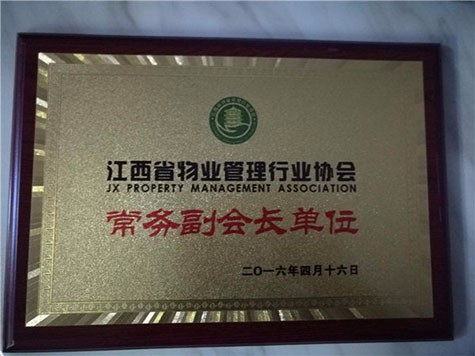 江西省物业管理行业协会
JX PROPERTY MANAGEMENT ASSOCIATION
常务副会长单位
二〇一六年四月十六日